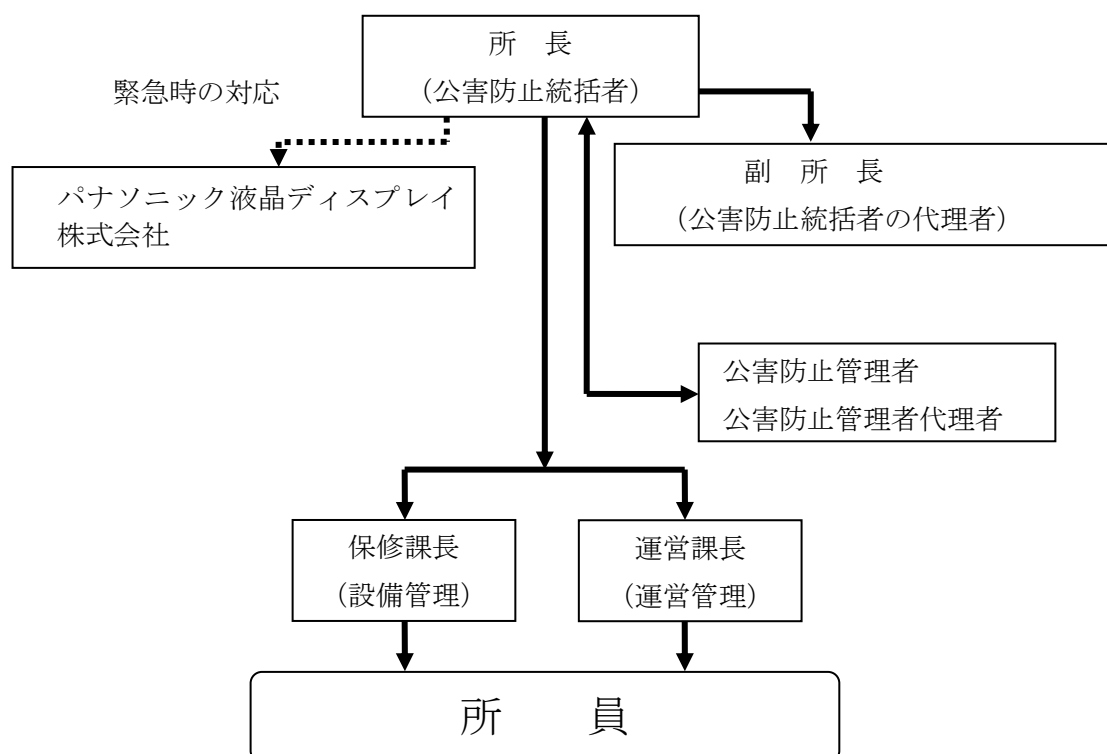 所　長
（公害防止統括者）
緊急時の対応
パナソニック液晶ディスプレイ
株式会社
副　所　長
（公害防止統括者の代理者）
公害防止管理者
公害防止管理者代理者
保修課長
（設備管理）
運営課長
（運営管理）
所　　員